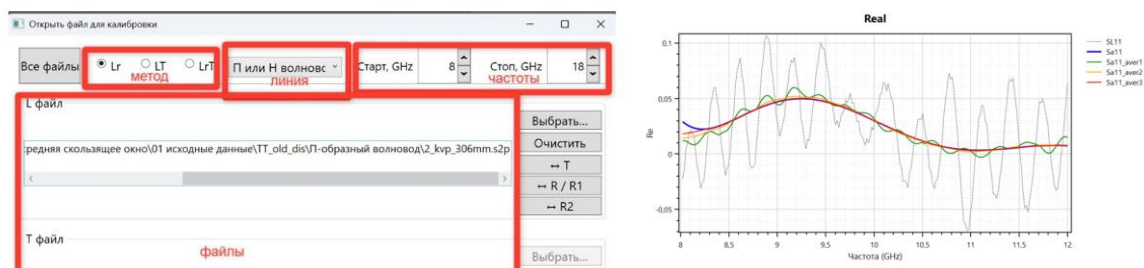 Открыть файл для калибровки
Все файлы
Lr
LT
LrT
метод
П или Н волновс
линия
Старт, GHz
8
Стоп, GHz
18
частоты
L файл
Выбрать...
Очистить
редняя скользящее окно\01 исходные данные\TT_old_dis\П-образный волновод\2_kvp_306mm.s2p
↔ T
↔ R / R1
↔ R2
T файл
файлы
Выбрать...
Real
0,1
0,05
0
-0,05
Re
8
8,5
9
9,5
10
10,5
11
11,5
12
Частота (GHz)
SL11
Sa11
Sa11_aver1
Sa11_aver2
Sa11_aver3